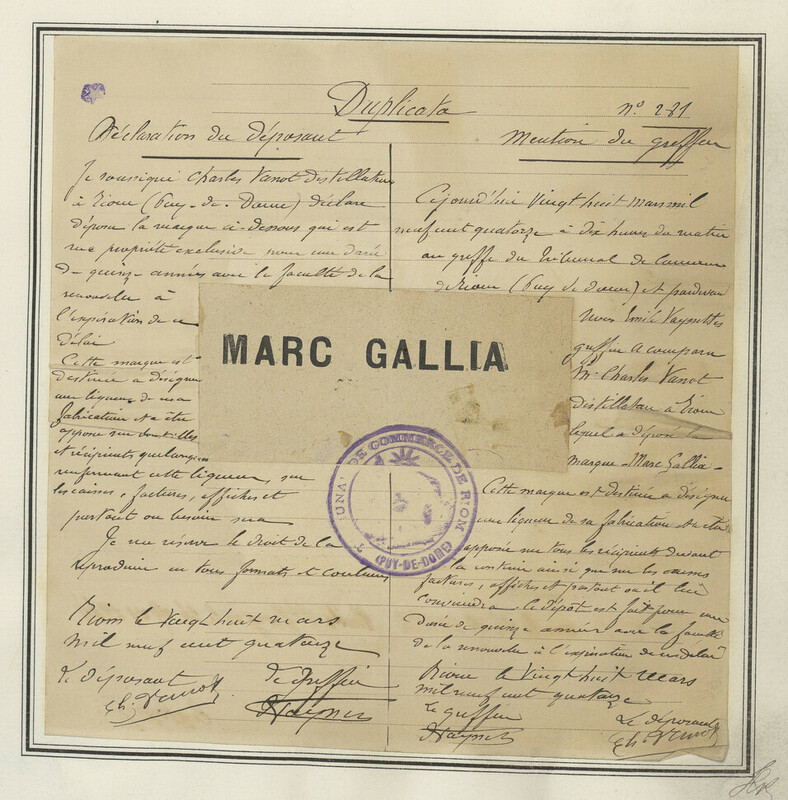 Duplicata
n° 281
Déclaration du déposant
Je soussigné Charles Vanot distillateur
à Riom (Puy-de-Dôme) déclare
déposer la marque ci-dessous qui est
ma propriété exclusive pour une durée
de quinze années avec la faculté de la
renouveler à
l'expiration de ce
délai
Cette marque est
destinée à désigner
une liqueur de ma
fabrication et à être
apposée sur bouteilles
et récipients quelconques
renfermant cette liqueur, sur
les caisses, factures, affiches et
partout où besoin sera
Je me réserve le droit de la
reproduire en tous formats et couleurs
Riom le vingt huit mars
mil neuf cent quatorze
Le déposant
Le Greffier
Mention du greffier
Cejourd'hui vingt huit mars mil
neuf cent quatorze à dix heures du matin
au greffe du Tribunal de Commerce
de Riom (Puy de Dôme) et pardevant
Nous Emile
greffier a comparu
Mr Charles Vanot
distillateur à Riom
lequel a déposé la
marque "Marc Gallia"
Cette marque est destinée à désigner
une liqueur de sa fabrication et à être
apposée sur tous les récipients devant
la contenir ainsi que sur les caisses
factures, affiches et partout où il lui
conviendra. le dépôt est fait pour une
durée de quinze années avec la faculté
de la renouveler à l'expiration de ce délai
Riom le vingt huit mars
mil neuf cent quatorze
Le greffier
Le déposant
MARC GALLIA
TRIBUNAL DE COMMERCE DE RIOM
(PUY-DE-DOME)